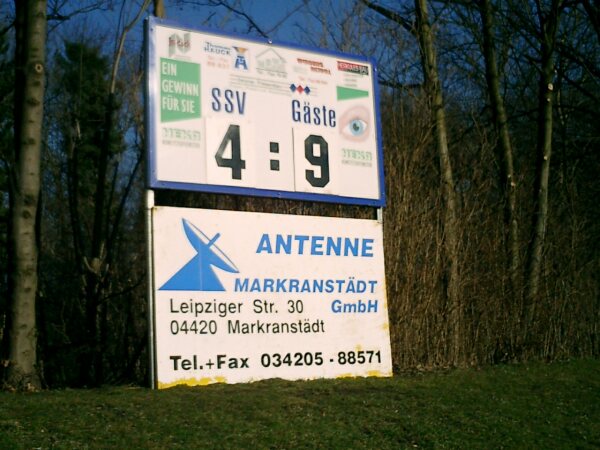 EIN
GEWINN
FÜR SIE
SSV Gäste
4 : 9
ANTENNE
MARKRANSTÄDT
GmbH
Leipziger Str. 30
04420 Markranstädt
Tel.+Fax 034205 - 88571